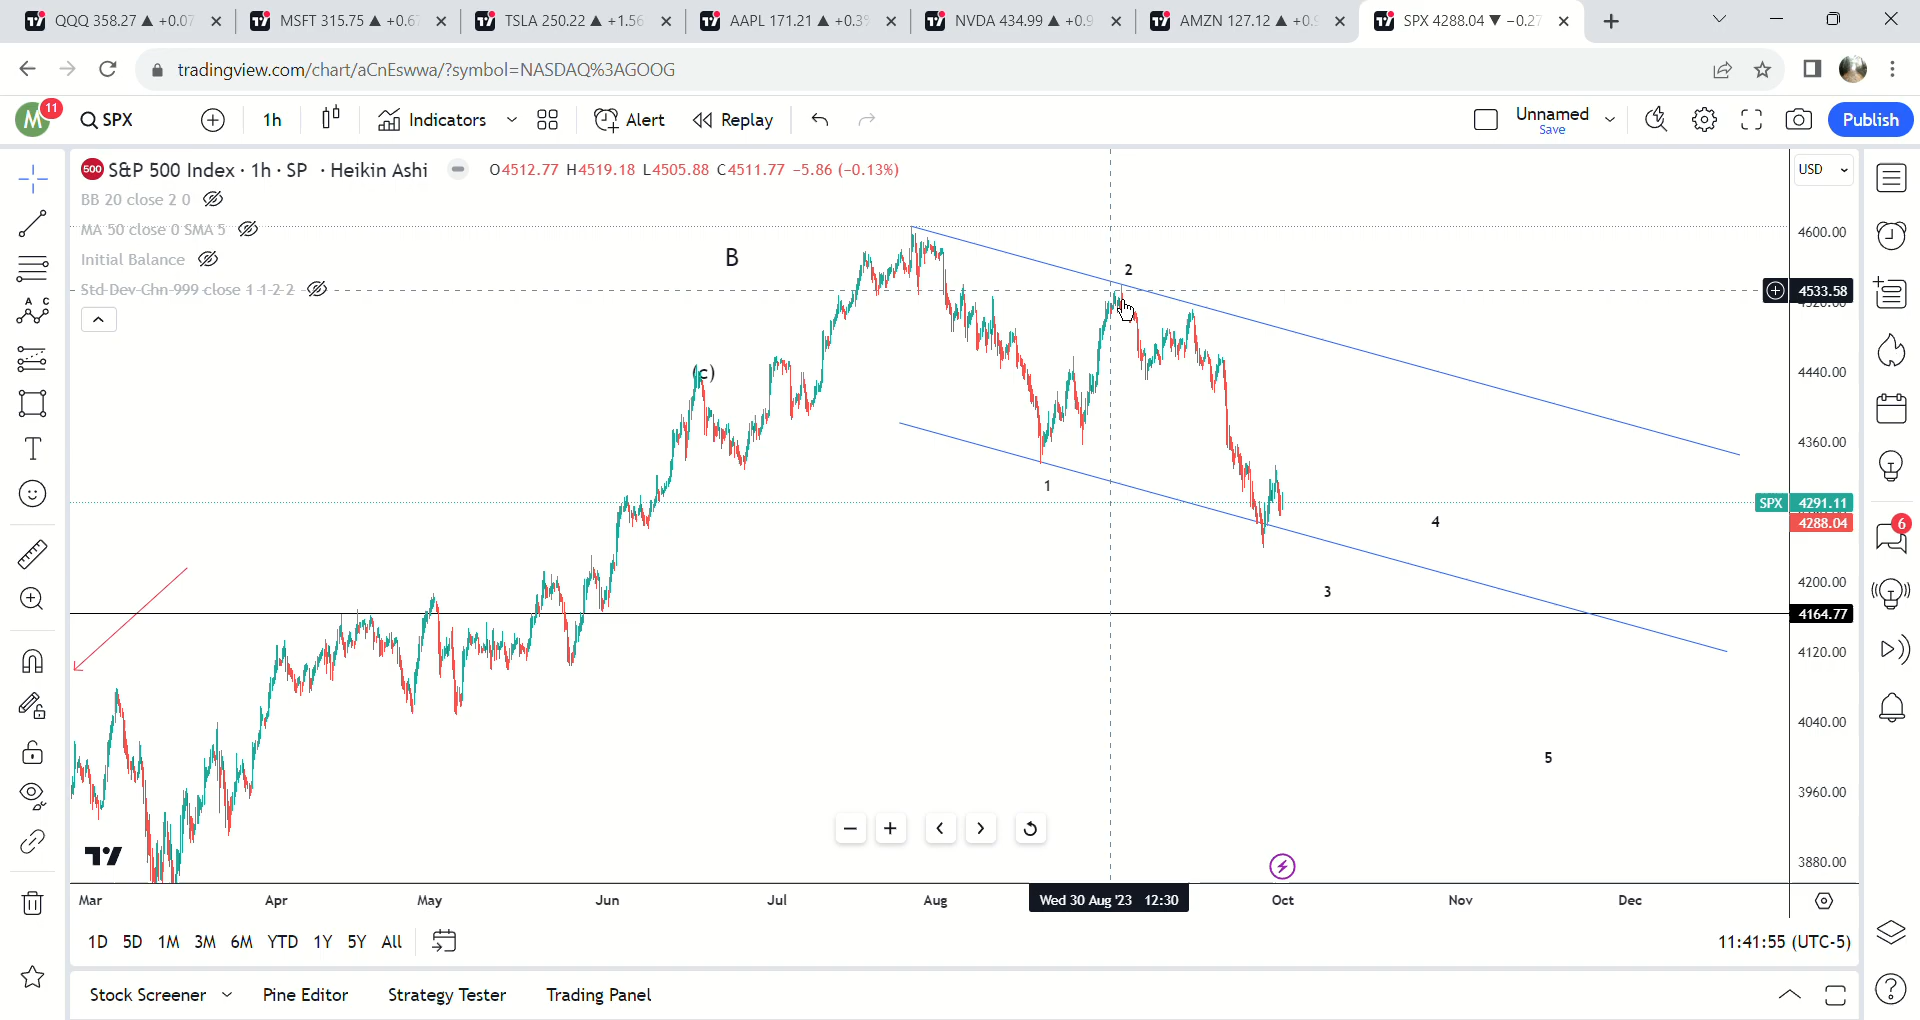 QQQ 358.27 ▲ +0.07
MSFT 315.75 ▲ +0.6
TSLA 250.22 ▲ +1.56
AAPL 171.21 ▲ +0.3
NVDA 434.99 ▲ +0.9
AMZN 127.12 ▲ +0.
SPX 4288.04 ▼ −0.27
tradingview.com/chart/aCnEswwa/?symbol=NASDAQ%3AGOOG
M 11
SPX
1h
Indicators
Alert
Replay
Unnamed
Save
Publish
500 S&P 500 Index · 1h · SP · Heikin Ashi
O4512.77 H4519.18 L4505.88 C4511.77 −5.86 (−0.13%)
USD
BB 20 close 2 0
MA 50 close 0 SMA 5
Initial Balance
Std Dev Chn 999 close 1 1 2 2
B
(c)
1
2
3
4
5
4600.00
4533.58
4440.00
4360.00
SPX 4291.11
4288.04
4200.00
4164.77
4120.00
4040.00
3960.00
3880.00
6
Mar
Apr
May
Jun
Jul
Aug
Wed 30 Aug '23 12:30
Oct
Nov
Dec
1D 5D 1M 3M 6M YTD 1Y 5Y All
11:41:55 (UTC-5)
Stock Screener
Pine Editor
Strategy Tester
Trading Panel